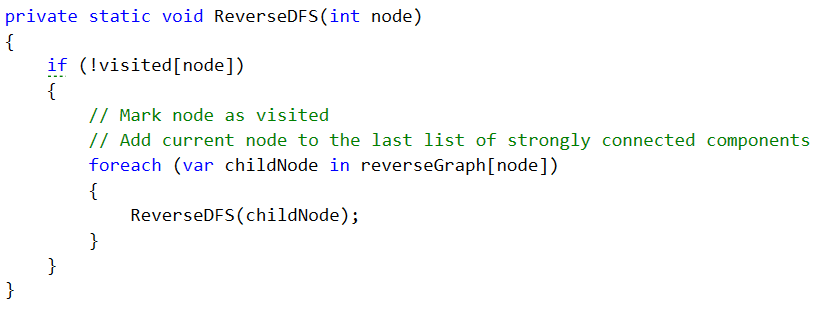 private static void ReverseDFS(int node)
{
    if (!visited[node])
    {
        // Mark node as visited
        // Add current node to the last list of strongly connected components
        foreach (var childNode in reverseGraph[node])
        {
            ReverseDFS(childNode);
        }
    }
}